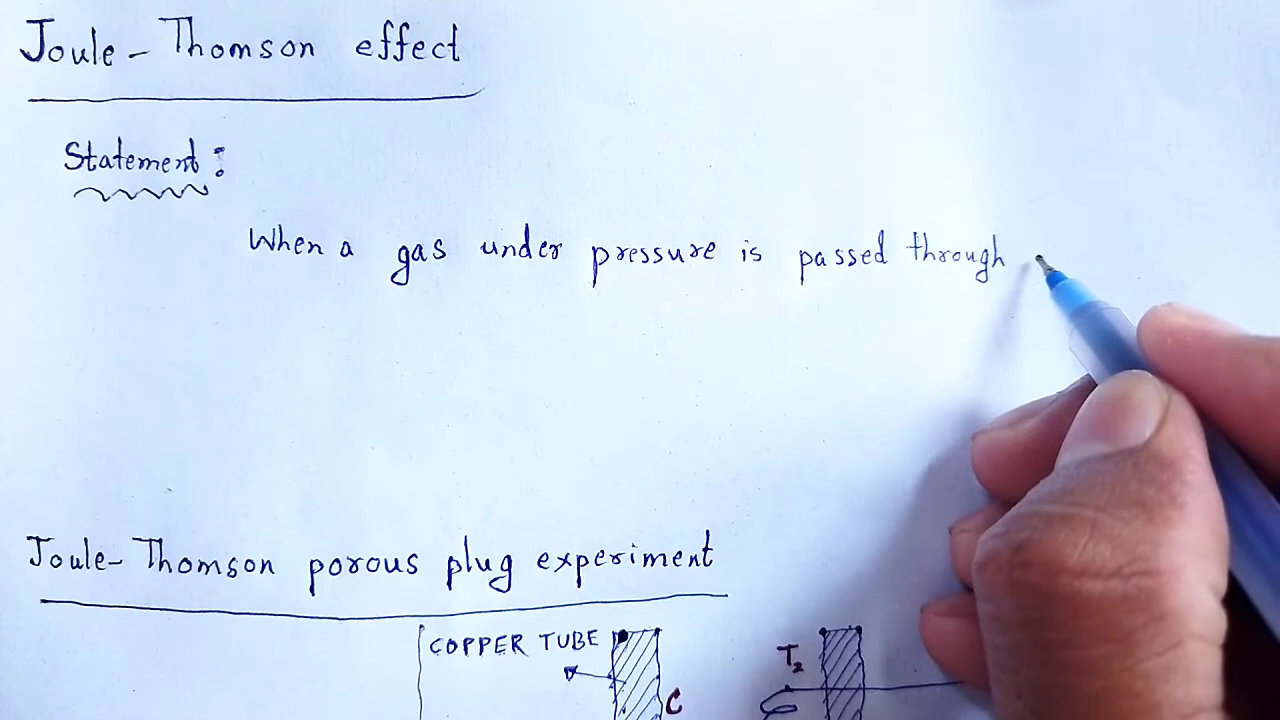 Joule-Thomson effect
Statement:
When a gas under pressure is passed through
Joule-Thomson porous plug experiment
COPPER TUBE
T₂
C